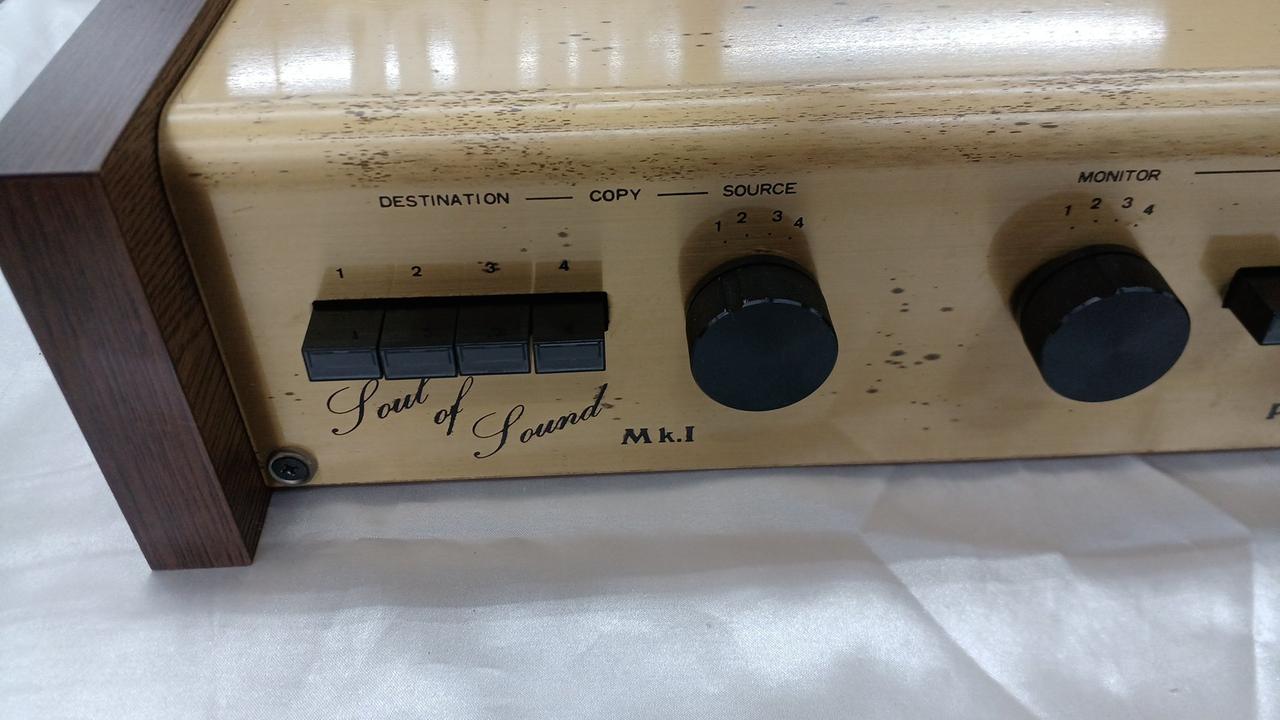 DESTINATION — COPY — SOURCE
MONITOR
1 2 3 4
1 2 3 4
1 2 3 4
Soul of Sound
Mk.I